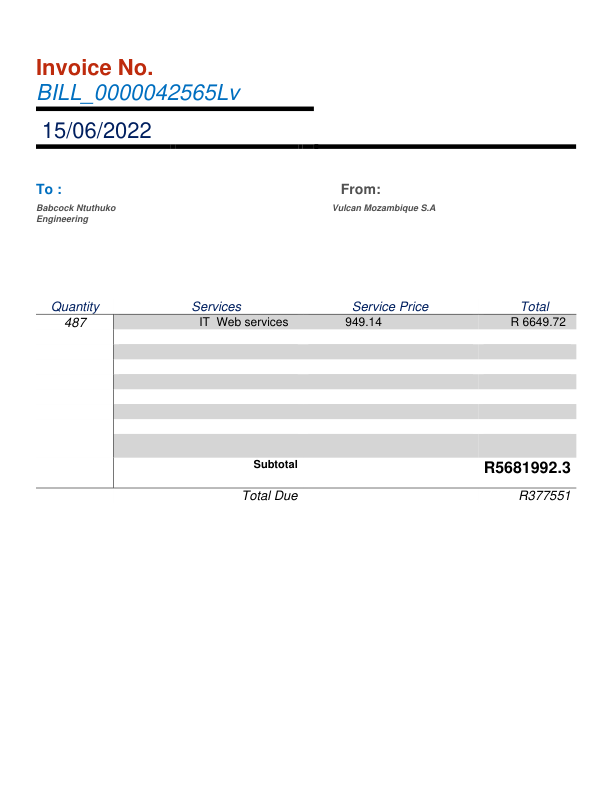 Invoice No.
BILL_0000042565Lv
15/06/2022
To :
From:
Babcock Ntuthuko
Engineering
Vulcan Mozambique S.A
Quantity Services Service Price Total
487 IT Web services 949.14 R 6649.72
Subtotal R5681992.3
Total Due R377551